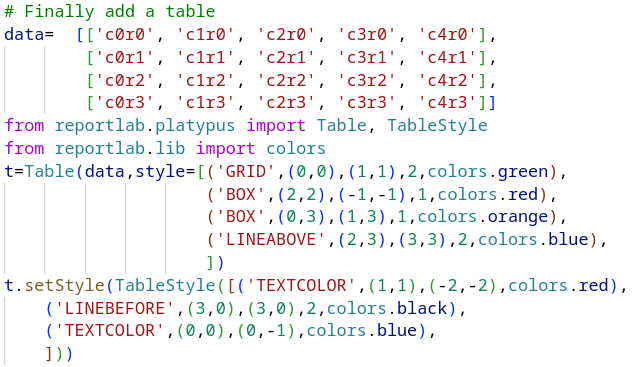 # Finally add a table
data=  [['c0r0', 'c1r0', 'c2r0', 'c3r0', 'c4r0'],
        ['c0r1', 'c1r1', 'c2r1', 'c3r1', 'c4r1'],
        ['c0r2', 'c1r2', 'c2r2', 'c3r2', 'c4r2'],
        ['c0r3', 'c1r3', 'c2r3', 'c3r3', 'c4r3']]
from reportlab.platypus import Table, TableStyle
from reportlab.lib import colors
t=Table(data,style=[('GRID',(0,0),(1,1),2,colors.green),
                    ('BOX',(2,2),(-1,-1),1,colors.red),
                    ('BOX',(0,3),(1,3),1,colors.orange),
                    ('LINEABOVE',(2,3),(3,3),2,colors.blue),
                    ])
t.setStyle(TableStyle([('TEXTCOLOR',(1,1),(-2,-2),colors.red),
    ('LINEBEFORE',(3,0),(3,0),2,colors.black),
    ('TEXTCOLOR',(0,0),(0,-1),colors.blue),
    ]))